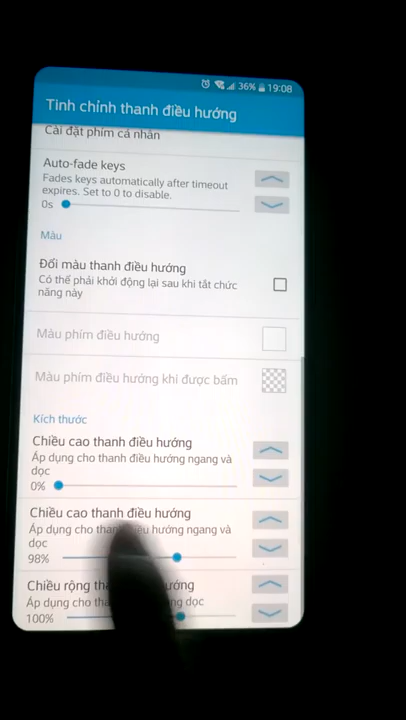 36% 19:08
Tinh chỉnh thanh điều hướng
Cài đặt phím cá nhân
Auto-fade keys
Fades keys automatically after timeout
expires. Set to 0 to disable.
0s
Màu
Đổi màu thanh điều hướng
Có thể phải khởi động lại sau khi tắt chức
năng này
Màu phím điều hướng
Màu phím điều hướng khi được bấm
Kích thước
Chiều cao thanh điều hướng
Áp dụng cho thanh điều hướng ngang và
dọc
0%
Chiều cao thanh điều hướng
Áp dụng cho thanh điều hướng ngang và
dọc
98%
Chiều rộng hướng
Áp dụng cho dọc
100%